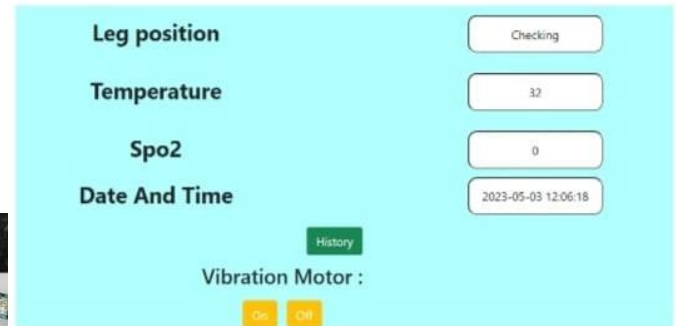 Leg position Checking
Temperature 32
Spo2 0
Date And Time 2023-05-03 12:06:18
History
Vibration Motor :
On Off